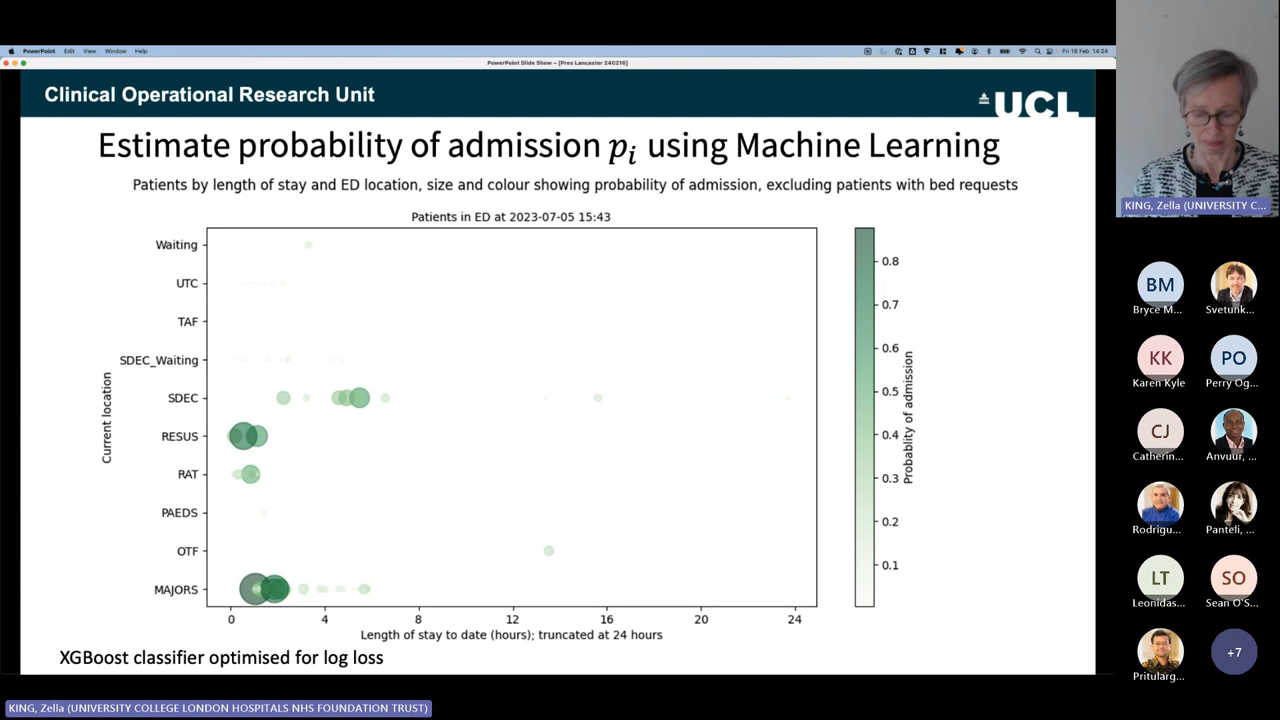 PowerPoint Edit View Window Help
Fri 16 Feb 14:24
PowerPoint Slide Show – [Pres Lancaster 240216]
Clinical Operational Research Unit
UCL
Estimate probability of admission pᵢ using Machine Learning
Patients by length of stay and ED location, size and colour showing probability of admission, excluding patients with bed requests
Patients in ED at 2023-07-05 15:43
Current location
Waiting
UTC
TAF
SDEC_Waiting
SDEC
RESUS
RAT
PAEDS
OTF
MAJORS
0 4 8 12 16 20 24
Length of stay to date (hours); truncated at 24 hours
0.8
0.7
0.6
0.5
0.4
0.3
0.2
0.1
Probablity of admission
XGBoost classifier optimised for log loss
KING, Zella (UNIVERSITY COLLEGE LONDON HOSPITALS NHS FOUNDATION TRUST)
KING, Zella (UNIVERSITY C...
BM
Bryce M... Svetunk...
KK PO
Karen Kyle Perry Og...
CJ
Catherin... Anvuur, ...
Rodrigu... Panteli, ...
LT SO
Leonidas... Sean O'S...
+7
Pritularg...